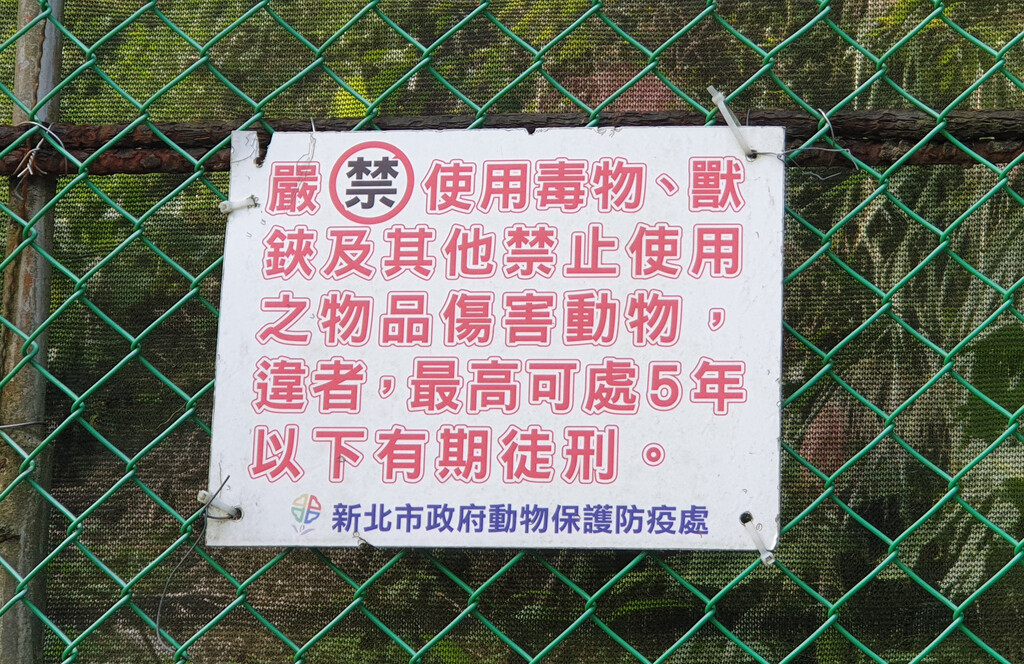 嚴禁使用毒物、獸
鋏及其他禁止使用
之物品傷害動物，
違者，最高可處5年
以下有期徒刑。
新北市政府動物保護防疫處